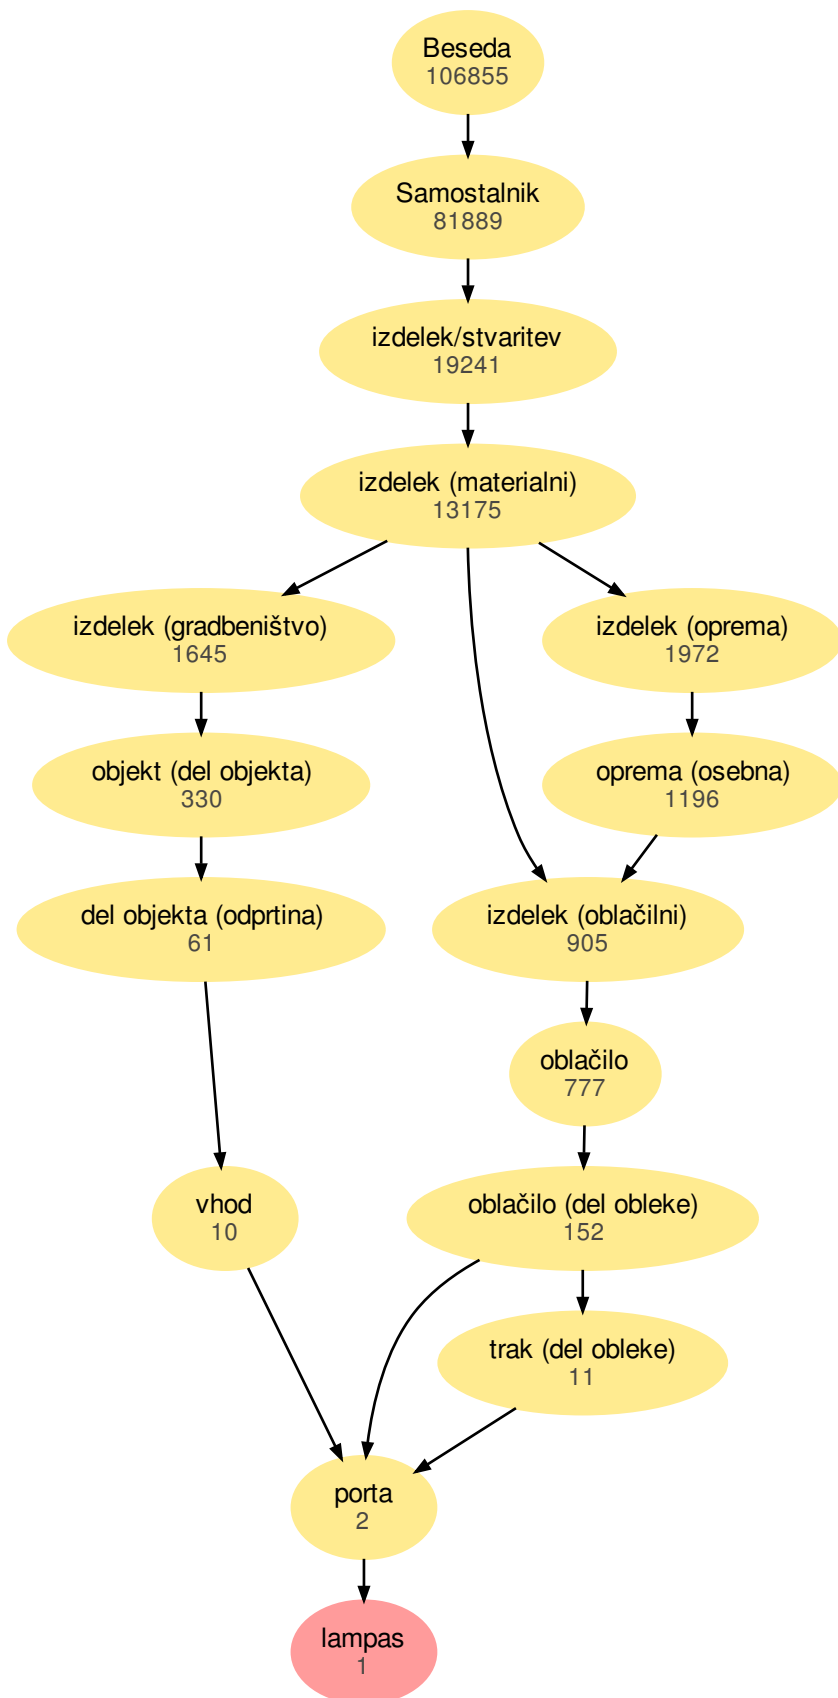 Beseda
106855
Samostalnik
81889
izdelek/stvaritev
19241
izdelek (materialni)
13175
izdelek (gradbeništvo)
1645
izdelek (oprema)
1972
objekt (del objekta)
330
oprema (osebna)
1196
del objekta (odprtina)
61
izdelek (oblačilni)
905
oblačilo
777
vhod
10
oblačilo (del obleke)
152
trak (del obleke)
11
porta
2
lampas
1